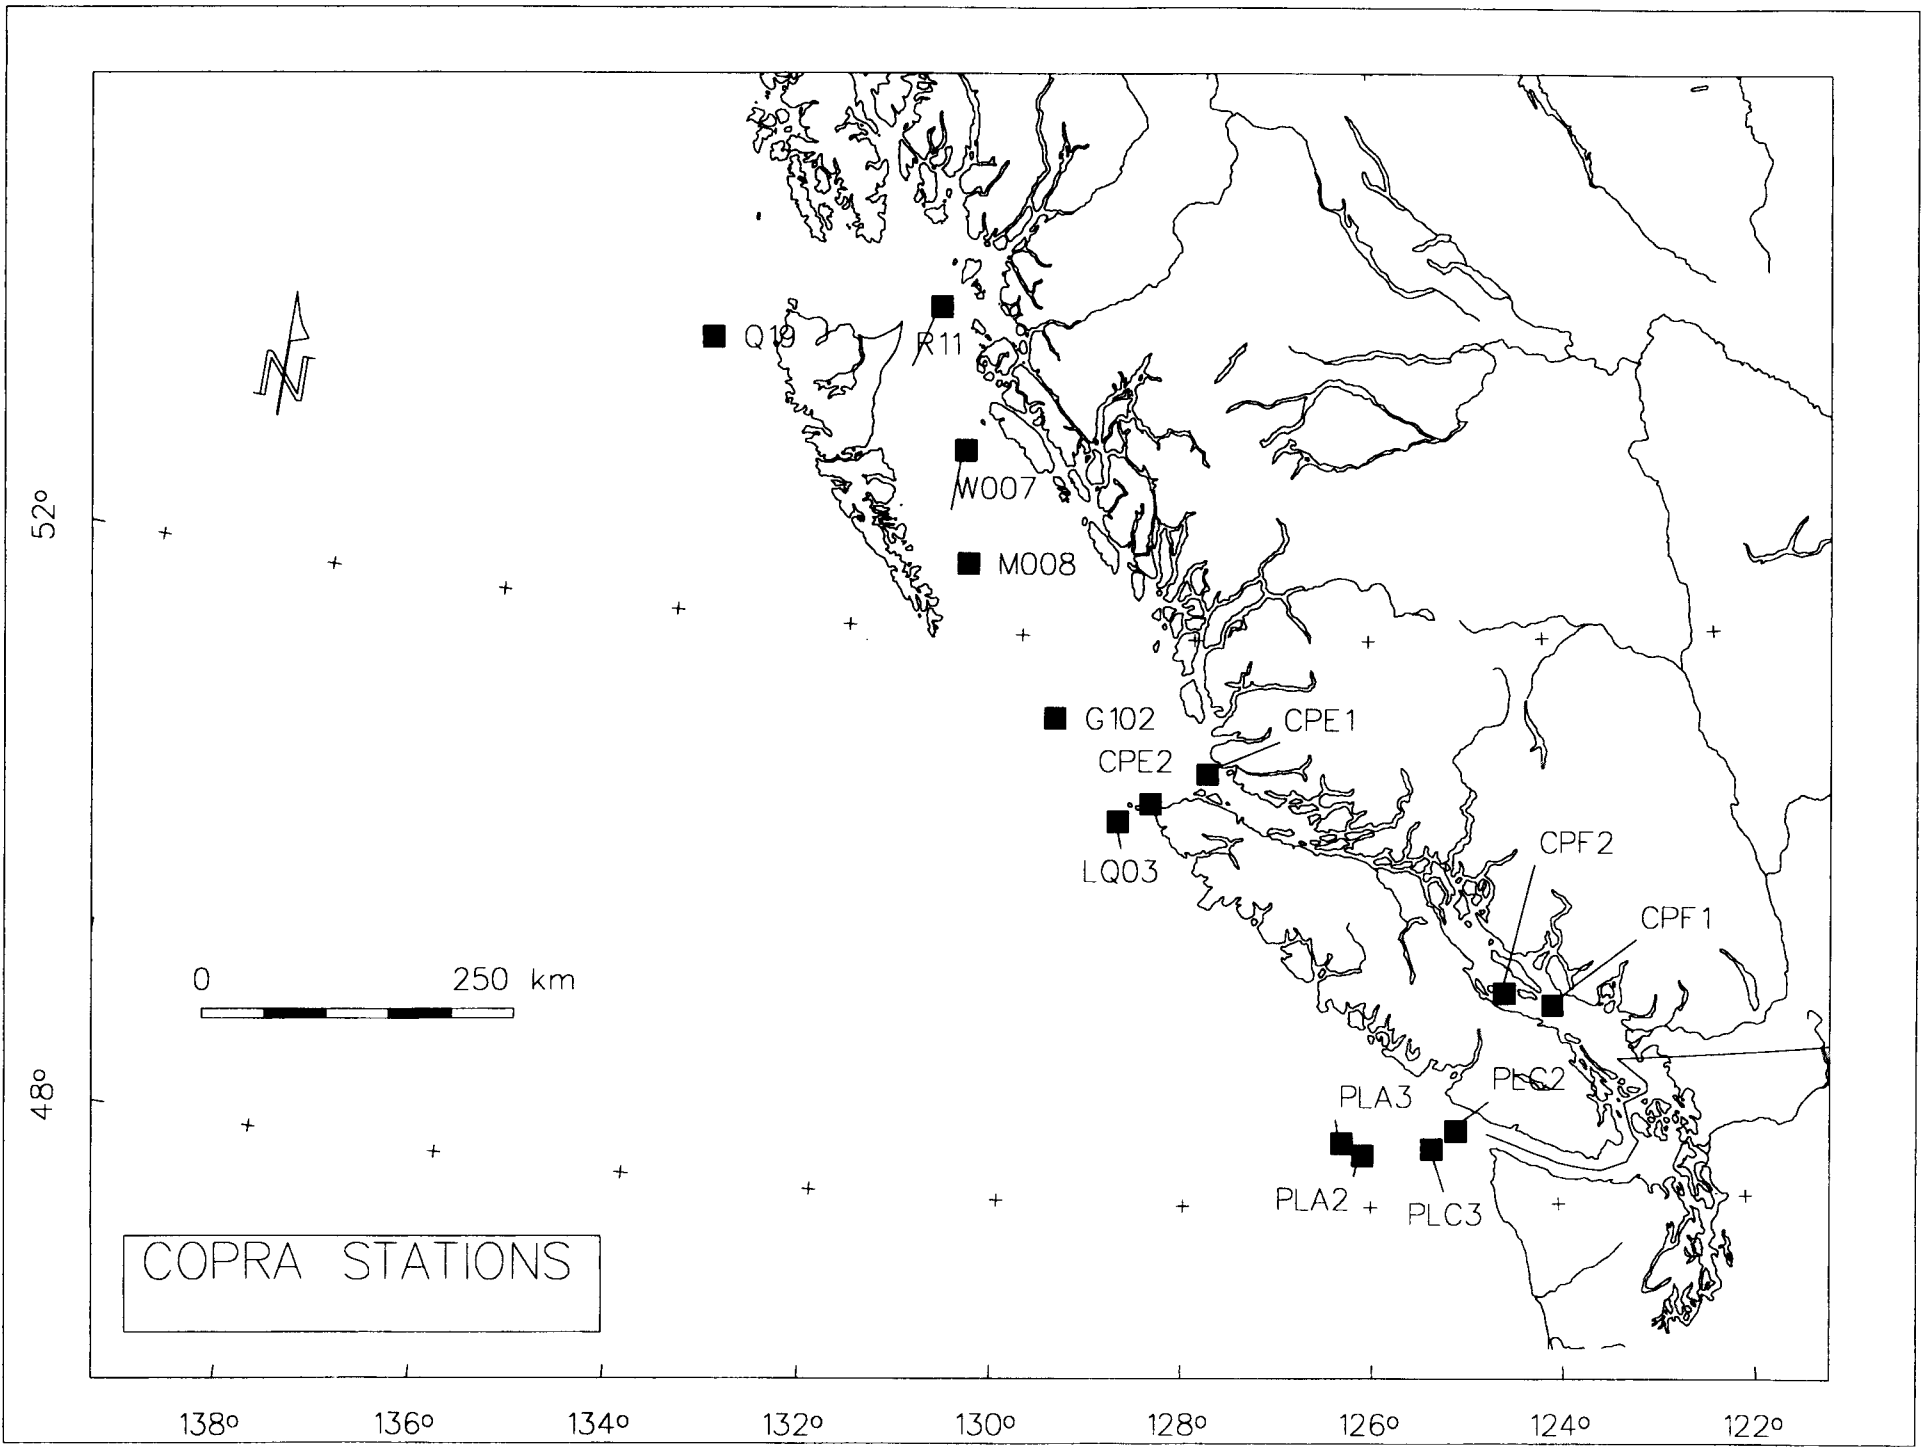 Q19
R11
W007
52°
M008
G102
CPE1
CPE2
LQ03
CPF2
CPF1
0 250 km
PLC2
48°
PLA3
PLA2
PLC3
COPRA STATIONS
138° 136° 134° 132° 130° 128° 126° 124° 122°
N